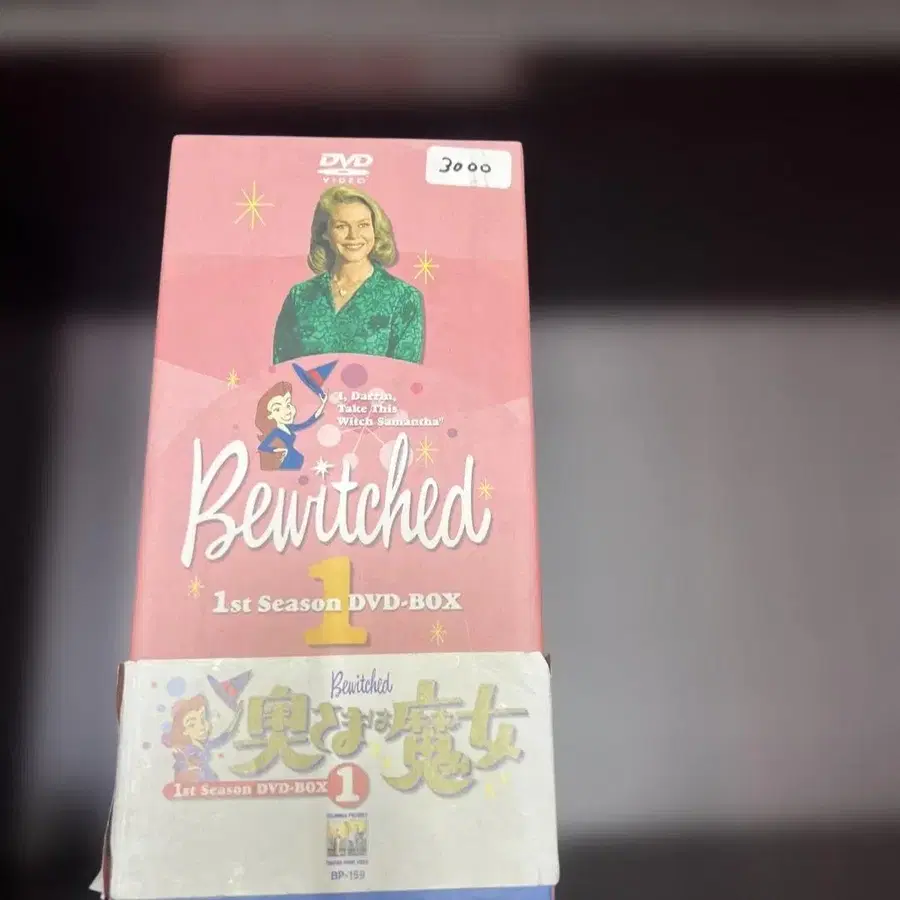 DVD
VIDEO
3000
"I, Darrin,
Take This
Witch Samantha"
Bewitched
1
1st Season DVD-BOX
Bewitched
奥さまは魔女
1st Season DVD-BOX 1
BP-159